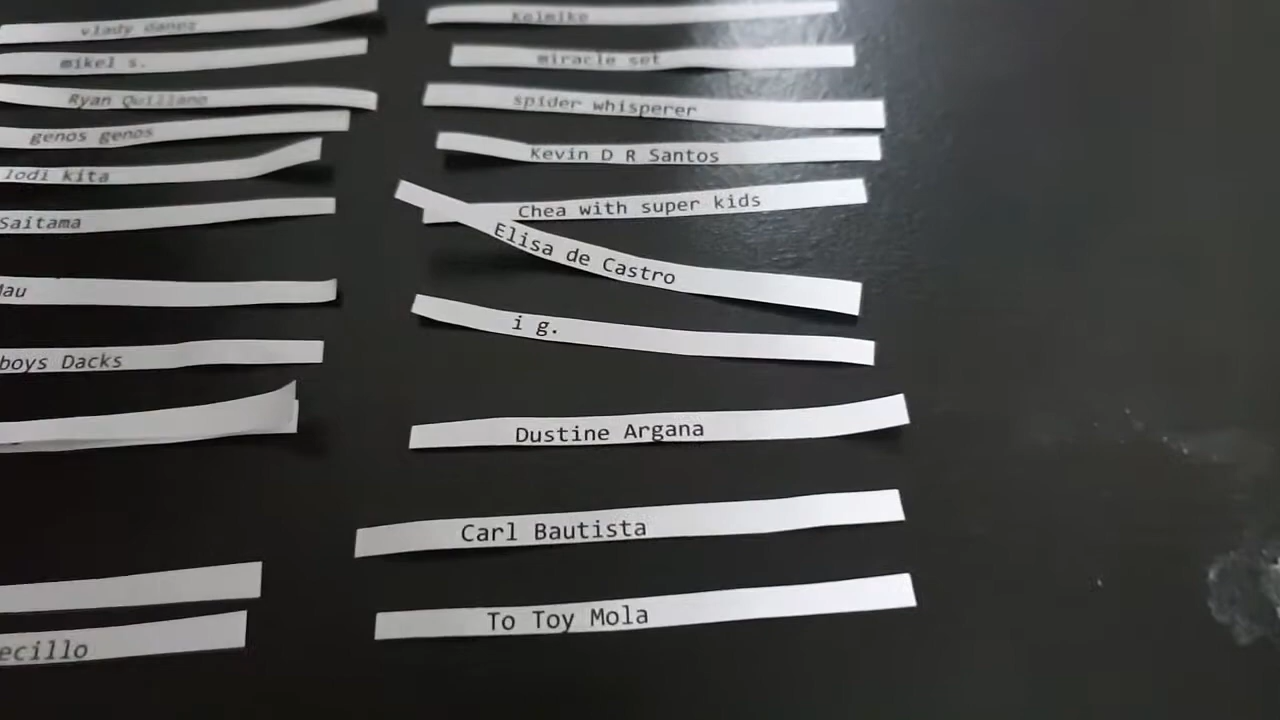 vlady danez
mikel s.
Ryan Quillano
genos genos
lodi kita
Saitama
Mau
boys Dacks
ecillo
kelmike
miracle set
spider whisperer
Kevin D R Santos
Chea with super kids
Elisa de Castro
i g.
Dustine Argana
Carl Bautista
To Toy Mola